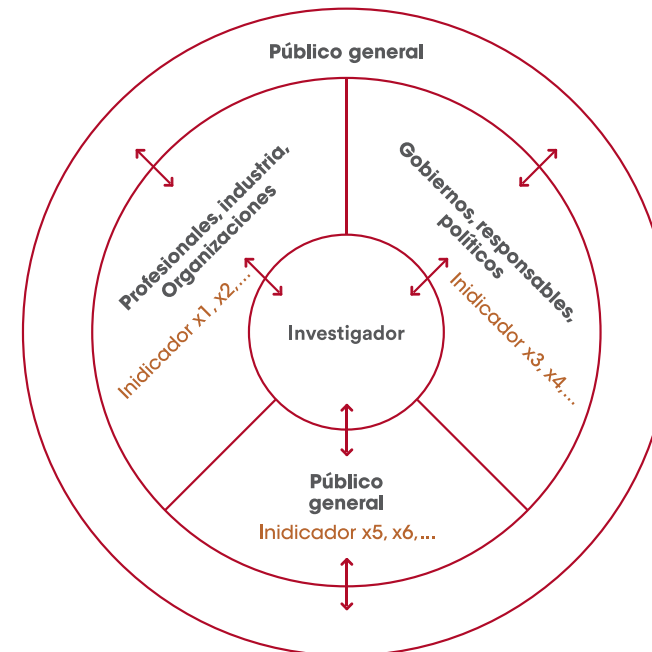 Público general
Profesionales, industria,
Organizaciones
Inidicador x1, x2,...
Gobiernos, responsables,
políticos
Inidicador x3, x4,...
Investigador
Público
general
Inidicador x5, x6,...